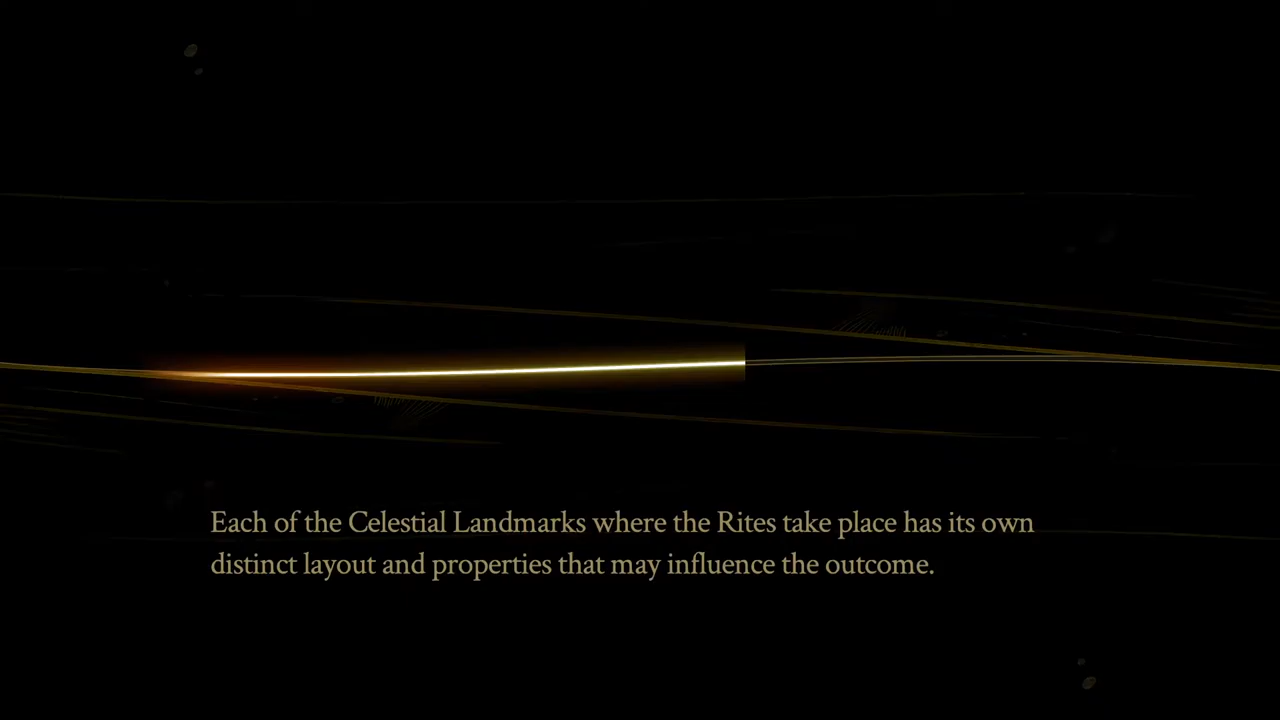 Each of the Celestial Landmarks where the Rites take place has its own
distinct layout and properties that may influence the outcome.